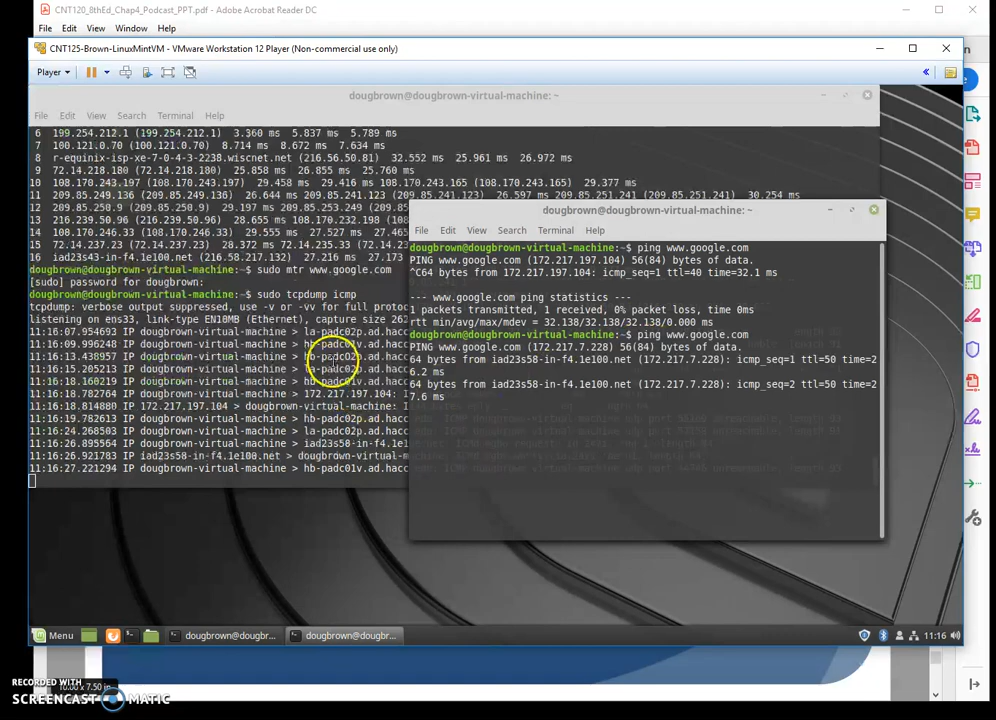 CNT120_8thEd_Chap4_Podcast_PPT.pdf - Adobe Acrobat Reader DC
File Edit View Window Help
CNT125-Brown-LinuxMintVM - VMware Workstation 12 Player (Non-commercial use only)
Player
dougbrown@dougbrown-virtual-machine: ~
File Edit View Search Terminal Help
6 199.254.212.1 (199.254.212.1) 3.360 ms 5.837 ms 5.789 ms
7 100.121.0.70 (100.121.0.70) 8.714 ms 8.672 ms 7.634 ms
8 r-equinix-isp-xe-7-0-4-3-2238.wiscnet.net (216.56.50.81) 32.552 ms 25.961 ms 26.972 ms
9 72.14.218.180 (72.14.218.180) 25.858 ms 26.855 ms 25.760 ms
10 108.170.243.197 (108.170.243.197) 29.458 ms 29.416 ms 108.170.243.165 (108.170.243.165) 29.377 ms
11 209.85.249.136 (209.85.249.136) 26.644 ms 209.85.241.123 (209.85.241.123) 26.597 ms 209.85.251.241 (209.85.251.241) 30.254 ms
12 209.85.250.9 (209.85.250.9) 29.197 ms 209.85.253.249 (209.85
13 216.239.50.96 (216.239.50.96) 28.655 ms 108.170.232.198 (108
14 108.170.243.196 (108.170.243.196) 29.555 ms 27.527 ms 27.465
15 72.14.237.23 (72.14.237.23) 28.372 ms 72.14.235.33 (72.14.23
16 iad23s43-in-f4.1e100.net (216.58.217.132) 27.216 ms 27.173
dougbrown@dougbrown-virtual-machine:~$ sudo mtr www.google.com
[sudo] password for dougbrown:
dougbrown@dougbrown-virtual-machine:~$ sudo tcpdump icmp
tcpdump: verbose output suppressed, use -v or -vv for full proto
listening on ens33, link-type EN10MB (Ethernet), capture size 262
11:16:07.954693 IP dougbrown-virtual-machine > la-padc02p.ad.hacc
11:16:09.996248 IP dougbrown-virtual-machine > hb-padc01v.ad.hacc
11:16:13.438957 IP dougbrown-virtual-machine > hb-padc02p.ad.hacc
11:16:15.205213 IP dougbrown-virtual-machine > la-padc02p.ad.hacc
11:16:18.160219 IP dougbrown-virtual-machine > hb-padc01v.ad.hacc
11:16:18.782764 IP dougbrown-virtual-machine > 172.217.197.104:
11:16:18.814880 IP 172.217.197.104 > dougbrown-virtual-machine:
11:16:19.782613 IP dougbrown-virtual-machine > hb-padc02p.ad.hacc
11:16:24.268503 IP dougbrown-virtual-machine > la-padc02p.ad.hacc
11:16:26.895564 IP dougbrown-virtual-machine > iad23s58-in-f4.1e1
11:16:26.921783 IP iad23s58-in-f4.1e100.net > dougbrown-virtual-m
11:16:27.221294 IP dougbrown-virtual-machine > hb-padc01v.ad.hacc
dougbrown@dougbrown-virtual-machine: ~
File Edit View Search Terminal Help
dougbrown@dougbrown-virtual-machine:~$ ping www.google.com
PING www.google.com (172.217.197.104) 56(84) bytes of data.
^C64 bytes from 172.217.197.104: icmp_seq=1 ttl=40 time=32.1 ms
--- www.google.com ping statistics ---
1 packets transmitted, 1 received, 0% packet loss, time 0ms
rtt min/avg/max/mdev = 32.138/32.138/32.138/0.000 ms
dougbrown@dougbrown-virtual-machine:~$ ping www.google.com
PING www.google.com (172.217.7.228) 56(84) bytes of data.
64 bytes from iad23s58-in-f4.1e100.net (172.217.7.228): icmp_seq=1 ttl=50 time=2
6.2 ms
64 bytes from iad23s58-in-f4.1e100.net (172.217.7.228): icmp_seq=2 ttl=50 time=2
7.6 ms
Menu dougbrown@dougbr... dougbrown@dougbr... 11:16
RECORDED WITH
10.00 x 7.50 in
SCREENCAST MATIC